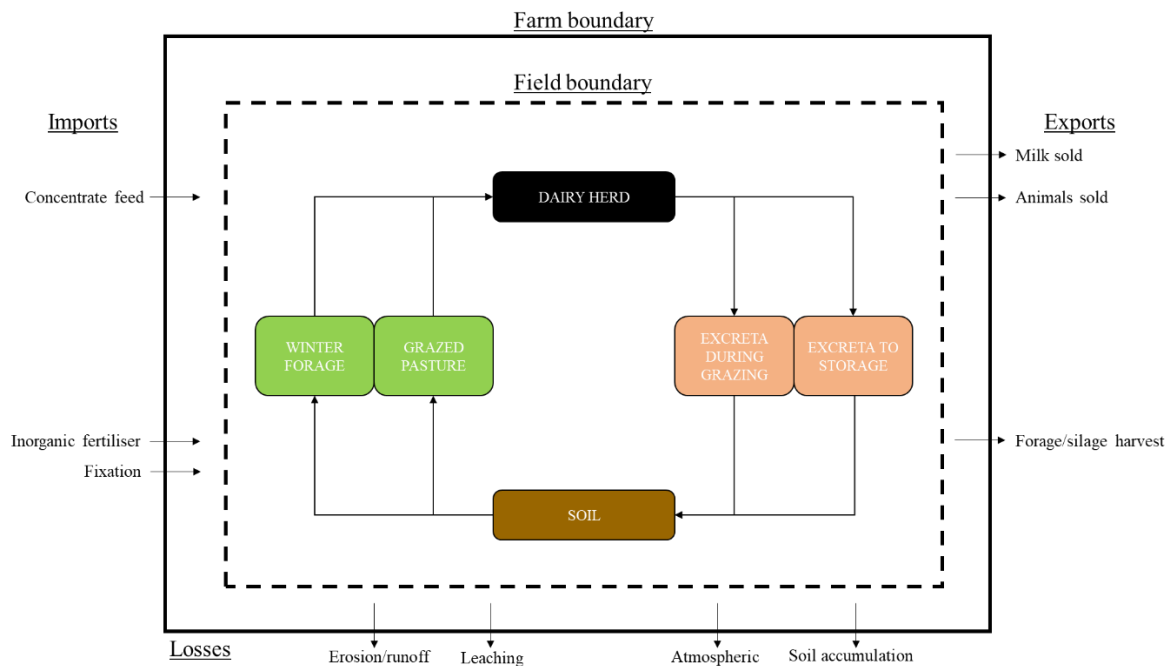 Farm boundary
Field boundary
Imports
Exports
Milk sold
Concentrate feed
DAIRY HERD
Animals sold
WINTER
FORAGE
GRAZED
PASTURE
EXCRETA
DURING
GRAZING
EXCRETA TO
STORAGE
Inorganic fertiliser
Forage/silage harvest
Fixation
SOIL
Losses
Erosion/runoff
Leaching
Atmospheric
Soil accumulation